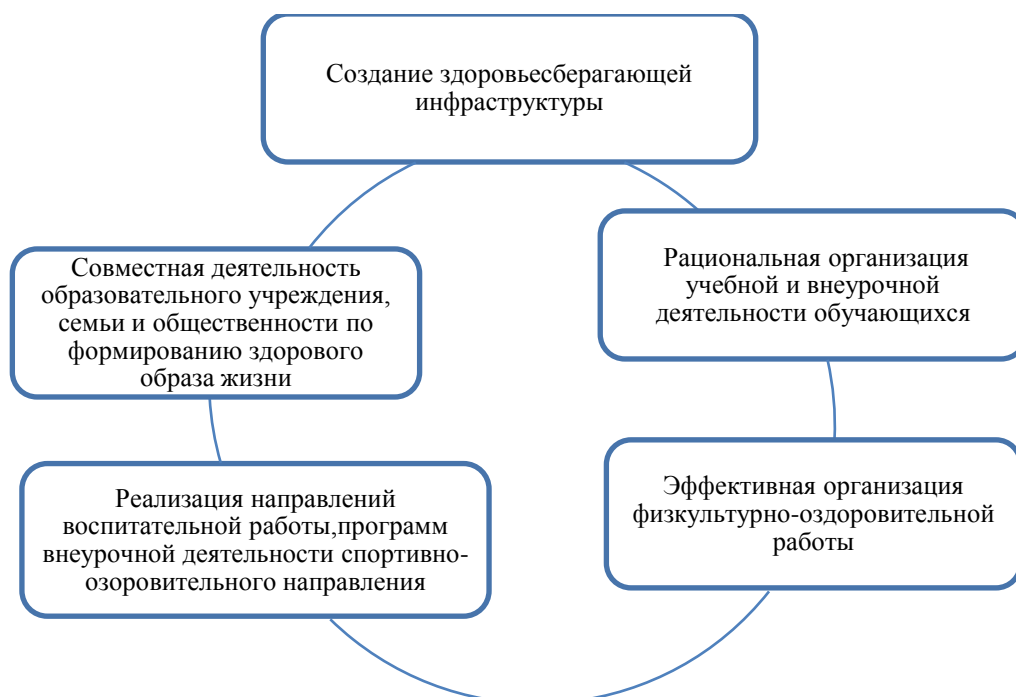 Создание здоровьесберагающей
инфраструктуры
Рациональная организация
учебной и внеурочной
деятельности обучающихся
Эффективная организация
физкультурно-оздоровительной
работы
Реализация направлений
воспитательной работы,программ
внеурочной деятельности спортивно-
озоровительного направления
Совместная деятельность
образовательного учреждения,
семьи и общественности по
формированию здорового
образа жизни